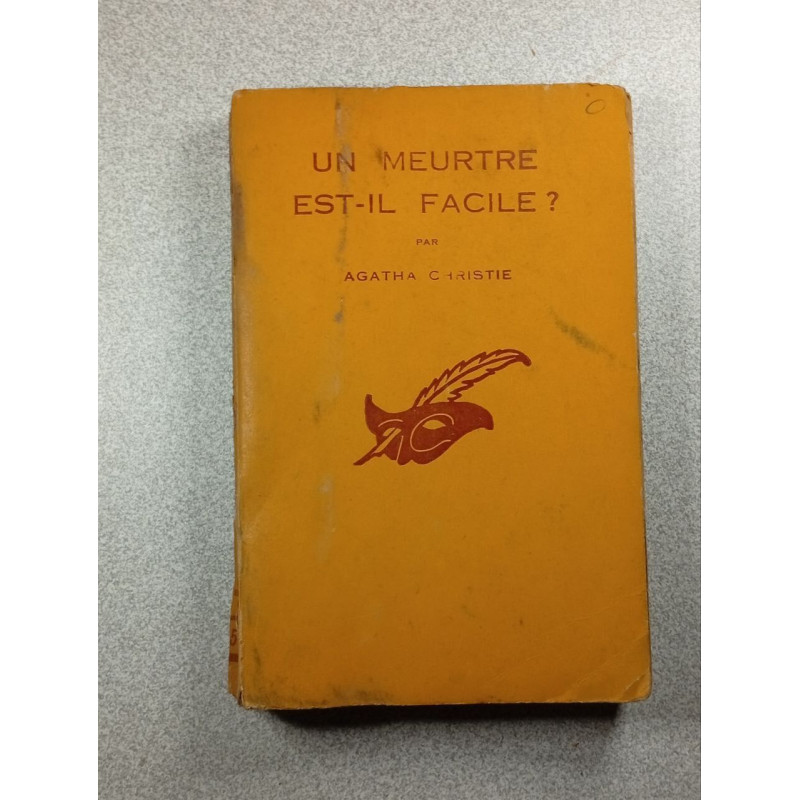 UN MEURTRE
EST-IL FACILE ?
PAR
AGATHA CHRISTIE